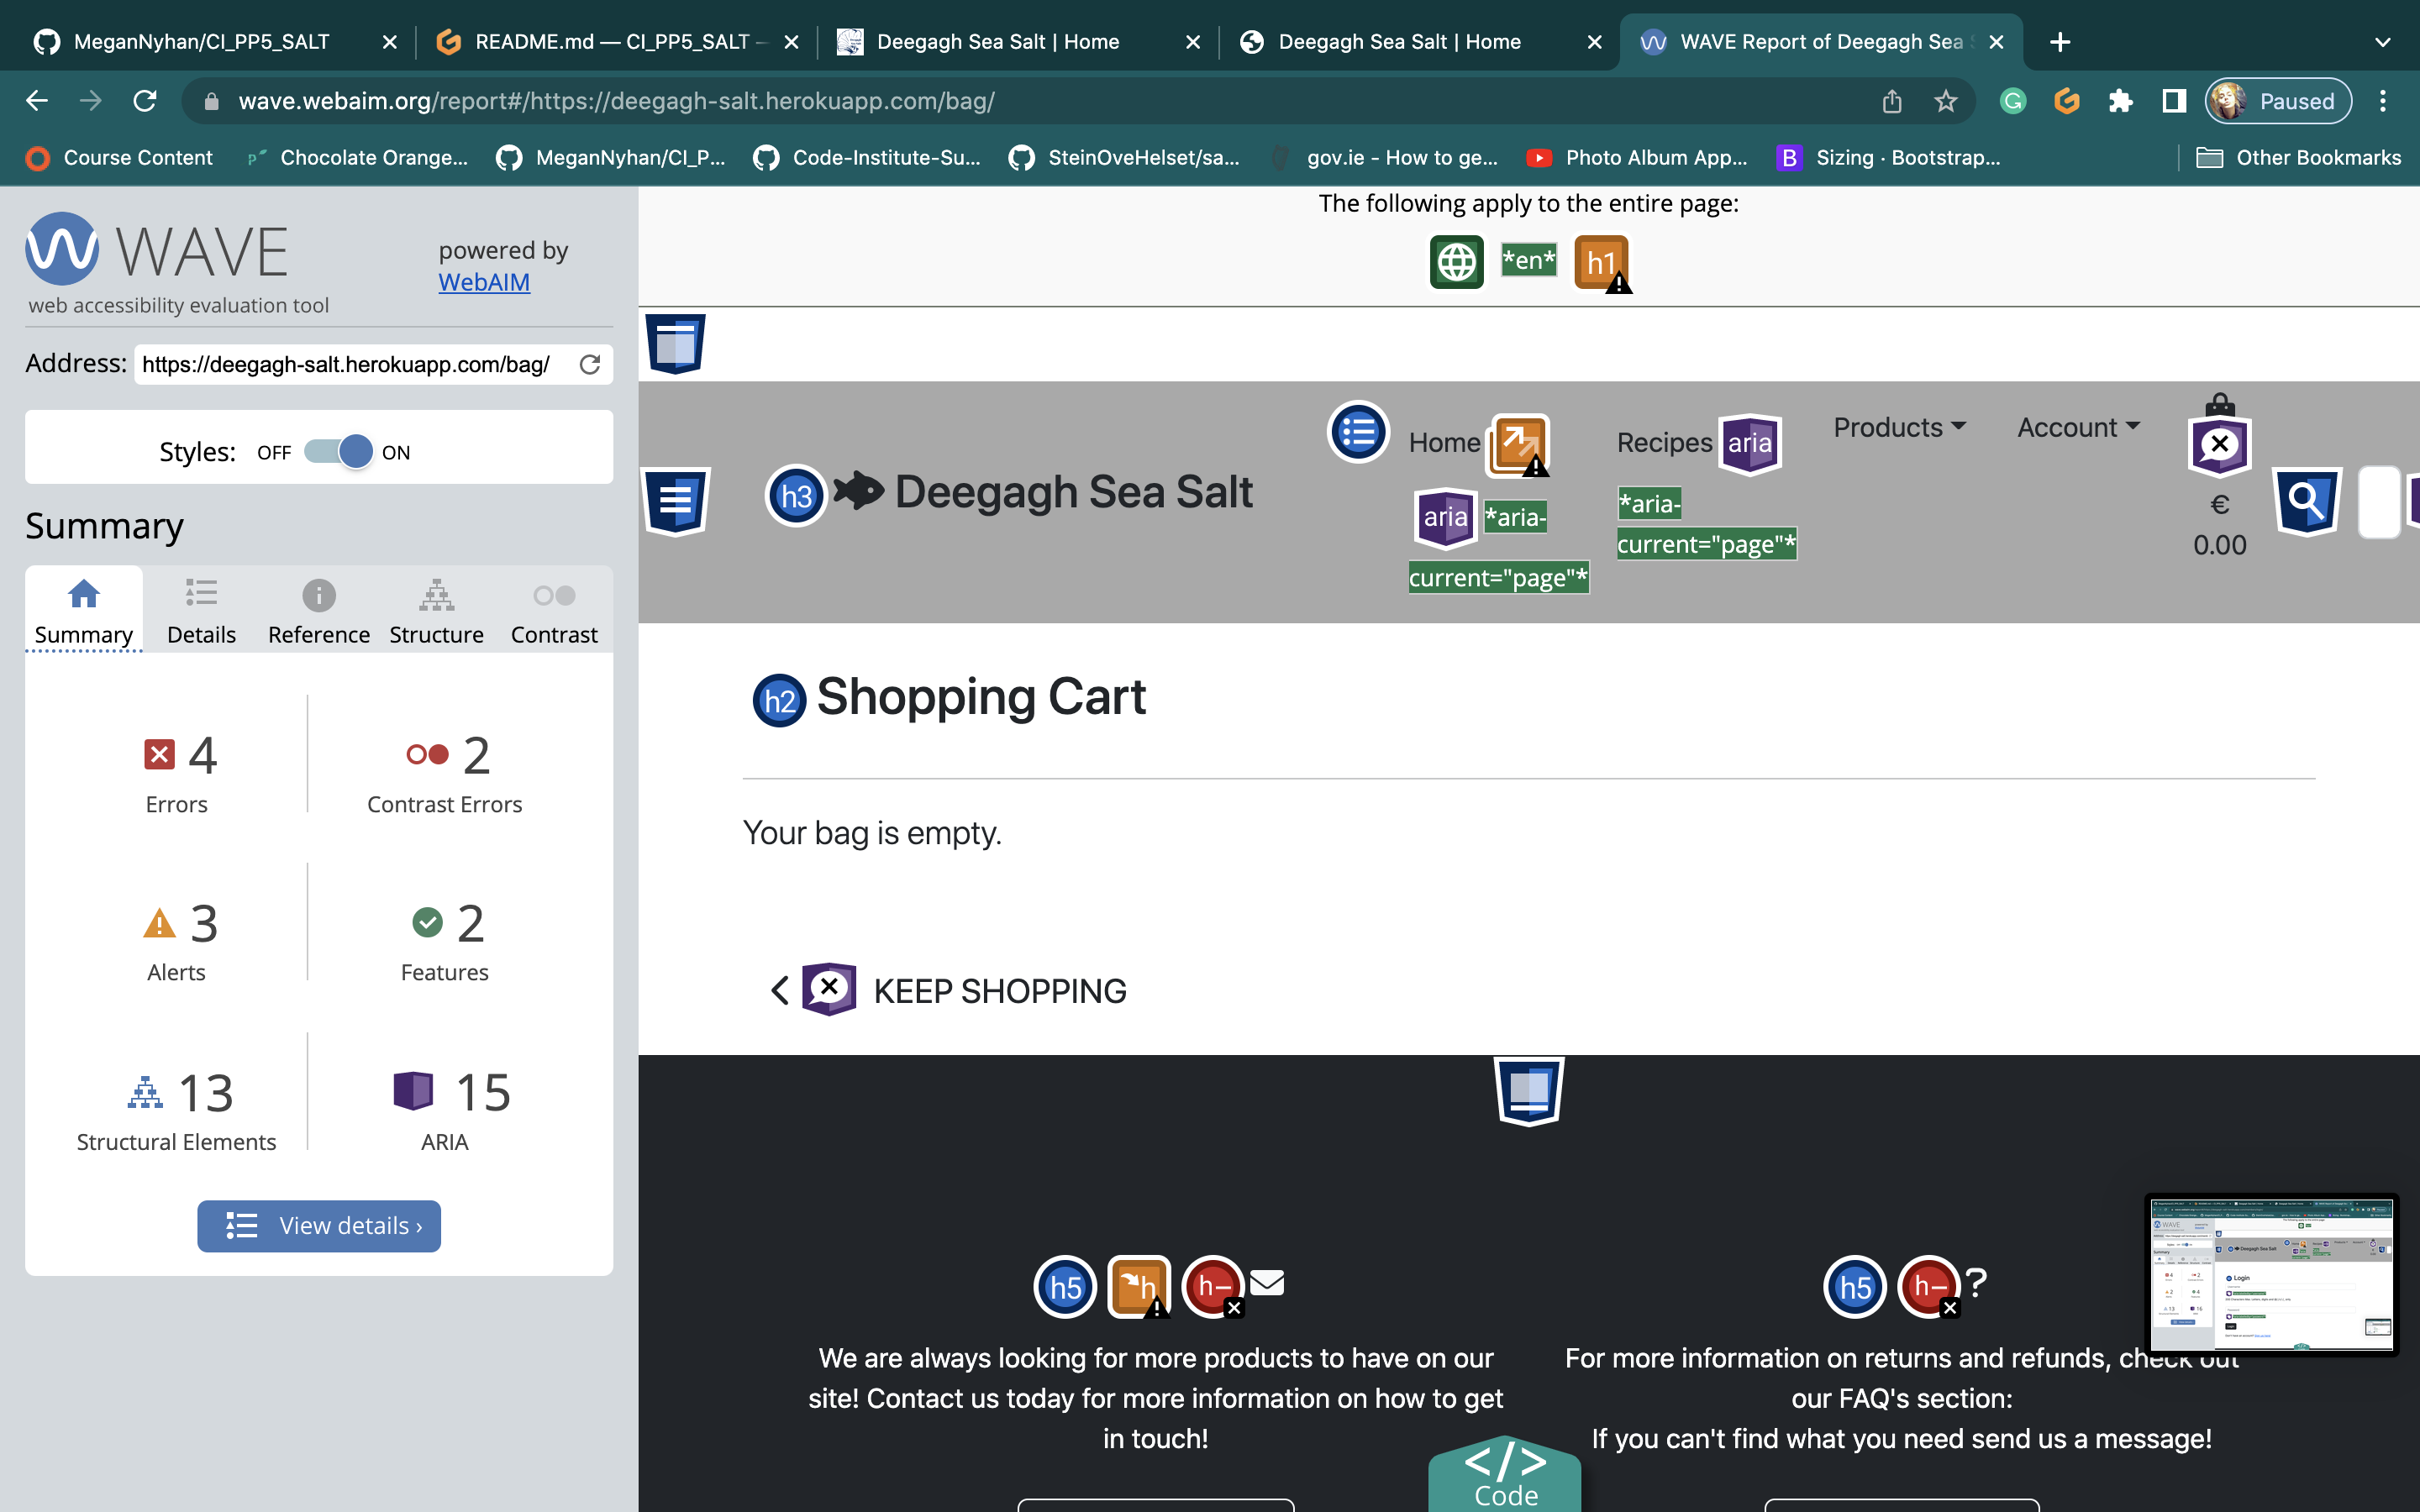 MeganNyhan/CI_PP5_SALT
README.md — CI_PP5_SALT –
Deegagh Sea Salt | Home
Deegagh Sea Salt | Home
WAVE Report of Deegagh Sea
wave.webaim.org/report#/https://deegagh-salt.herokuapp.com/bag/
Paused
Course Content
Chocolate Orange...
MeganNyhan/CI_P...
Code-Institute-Su...
SteinOveHelset/sa...
gov.ie - How to ge...
Photo Album App...
B Sizing · Bootstrap...
Other Bookmarks
WAVE
web accessibility evaluation tool
powered by
WebAIM
Address: https://deegagh-salt.herokuapp.com/bag/
Styles: OFF ON
Summary
Summary
Details
Reference
Structure
Contrast
4
Errors
2
Contrast Errors
3
Alerts
2
Features
13
Structural Elements
15
ARIA
View details ›
The following apply to the entire page:
*en* h1
h3 Deegagh Sea Salt
Home
aria *aria-
current="page"*
Recipes aria
*aria-
current="page"*
Products
Account
€
0.00
h2 Shopping Cart
Your bag is empty.
KEEP SHOPPING
h5 h h–
We are always looking for more products to have on our
site! Contact us today for more information on how to get
in touch!
h5 h– ?
For more information on returns and refunds, check out
our FAQ's section:
If you can't find what you need send us a message!
</>
Code